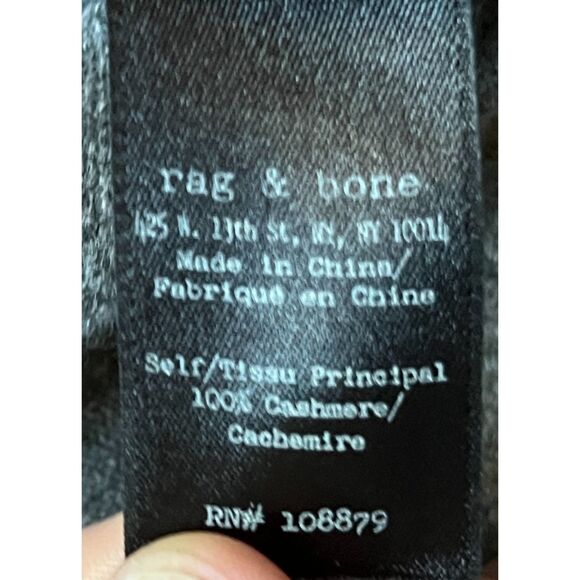 rag & bone
425 W. 13th St, NY, NY 10014
Made in China/
Fabriqué en Chine
Self/Tissu Principal
100% Cashmere/
Cachemire
RN# 108879